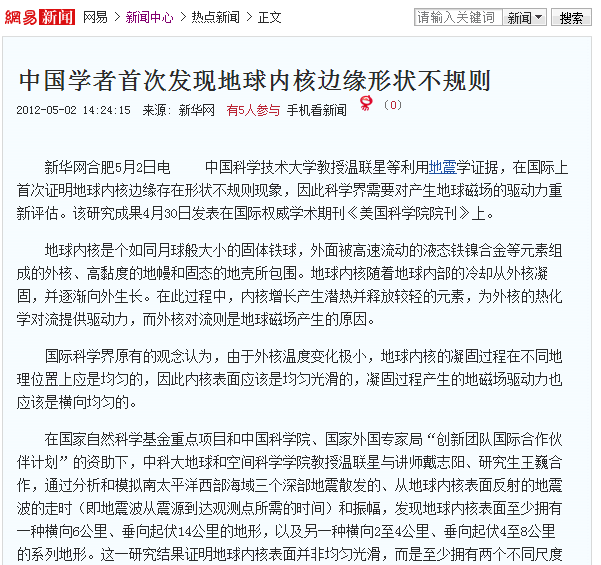 網易 新闻 网易 > 新闻中心 > 热点新闻 > 正文 请输入关键词 新闻 搜索
中国学者首次发现地球内核边缘形状不规则
2012-05-02 14:24:15 来源: 新华网 有5人参与 手机看新闻 (0)
新华网合肥5月2日电 中国科学技术大学教授温联星等利用地震学证据，在国际上
首次证明地球内核边缘存在形状不规则现象，因此科学界需要对产生地球磁场的驱动力重
新评估。该研究成果4月30日发表在国际权威学术期刊《美国科学院院刊》上。
地球内核是个如同月球般大小的固体铁球，外面被高速流动的液态铁镍合金等元素组
成的外核、高黏度的地幔和固态的地壳所包围。地球内核随着地球内部的冷却从外核凝
固，并逐渐向外生长。在此过程中，内核增长产生潜热并释放较轻的元素，为外核的热化
学对流提供驱动力，而外核对流则是地球磁场产生的原因。
国际科学界原有的观念认为，由于外核温度变化极小，地球内核的凝固过程在不同地
理位置上应是均匀的，因此内核表面应该是均匀光滑的，凝固过程产生的地磁场驱动力也
应该是横向均匀的。
在国家自然科学基金重点项目和中国科学院、国家外国专家局“创新团队国际合作伙
伴计划”的资助下，中科大地球和空间科学学院教授温联星与讲师戴志阳、研究生王巍合
作，通过分析和模拟南太平洋西部海域三个深部地震散发的、从地球内核表面反射的地震
波的走时（即地震波从震源到达观测点所需的时间）和振幅，发现地球内核表面至少拥有
一种横向6公里、垂向起伏14公里的地形，以及另一种横向2至4公里、垂向起伏4至8公里
的系列地形。这一研究结果证明地球内核表面并非均匀光滑，而是至少拥有两个不同尺度